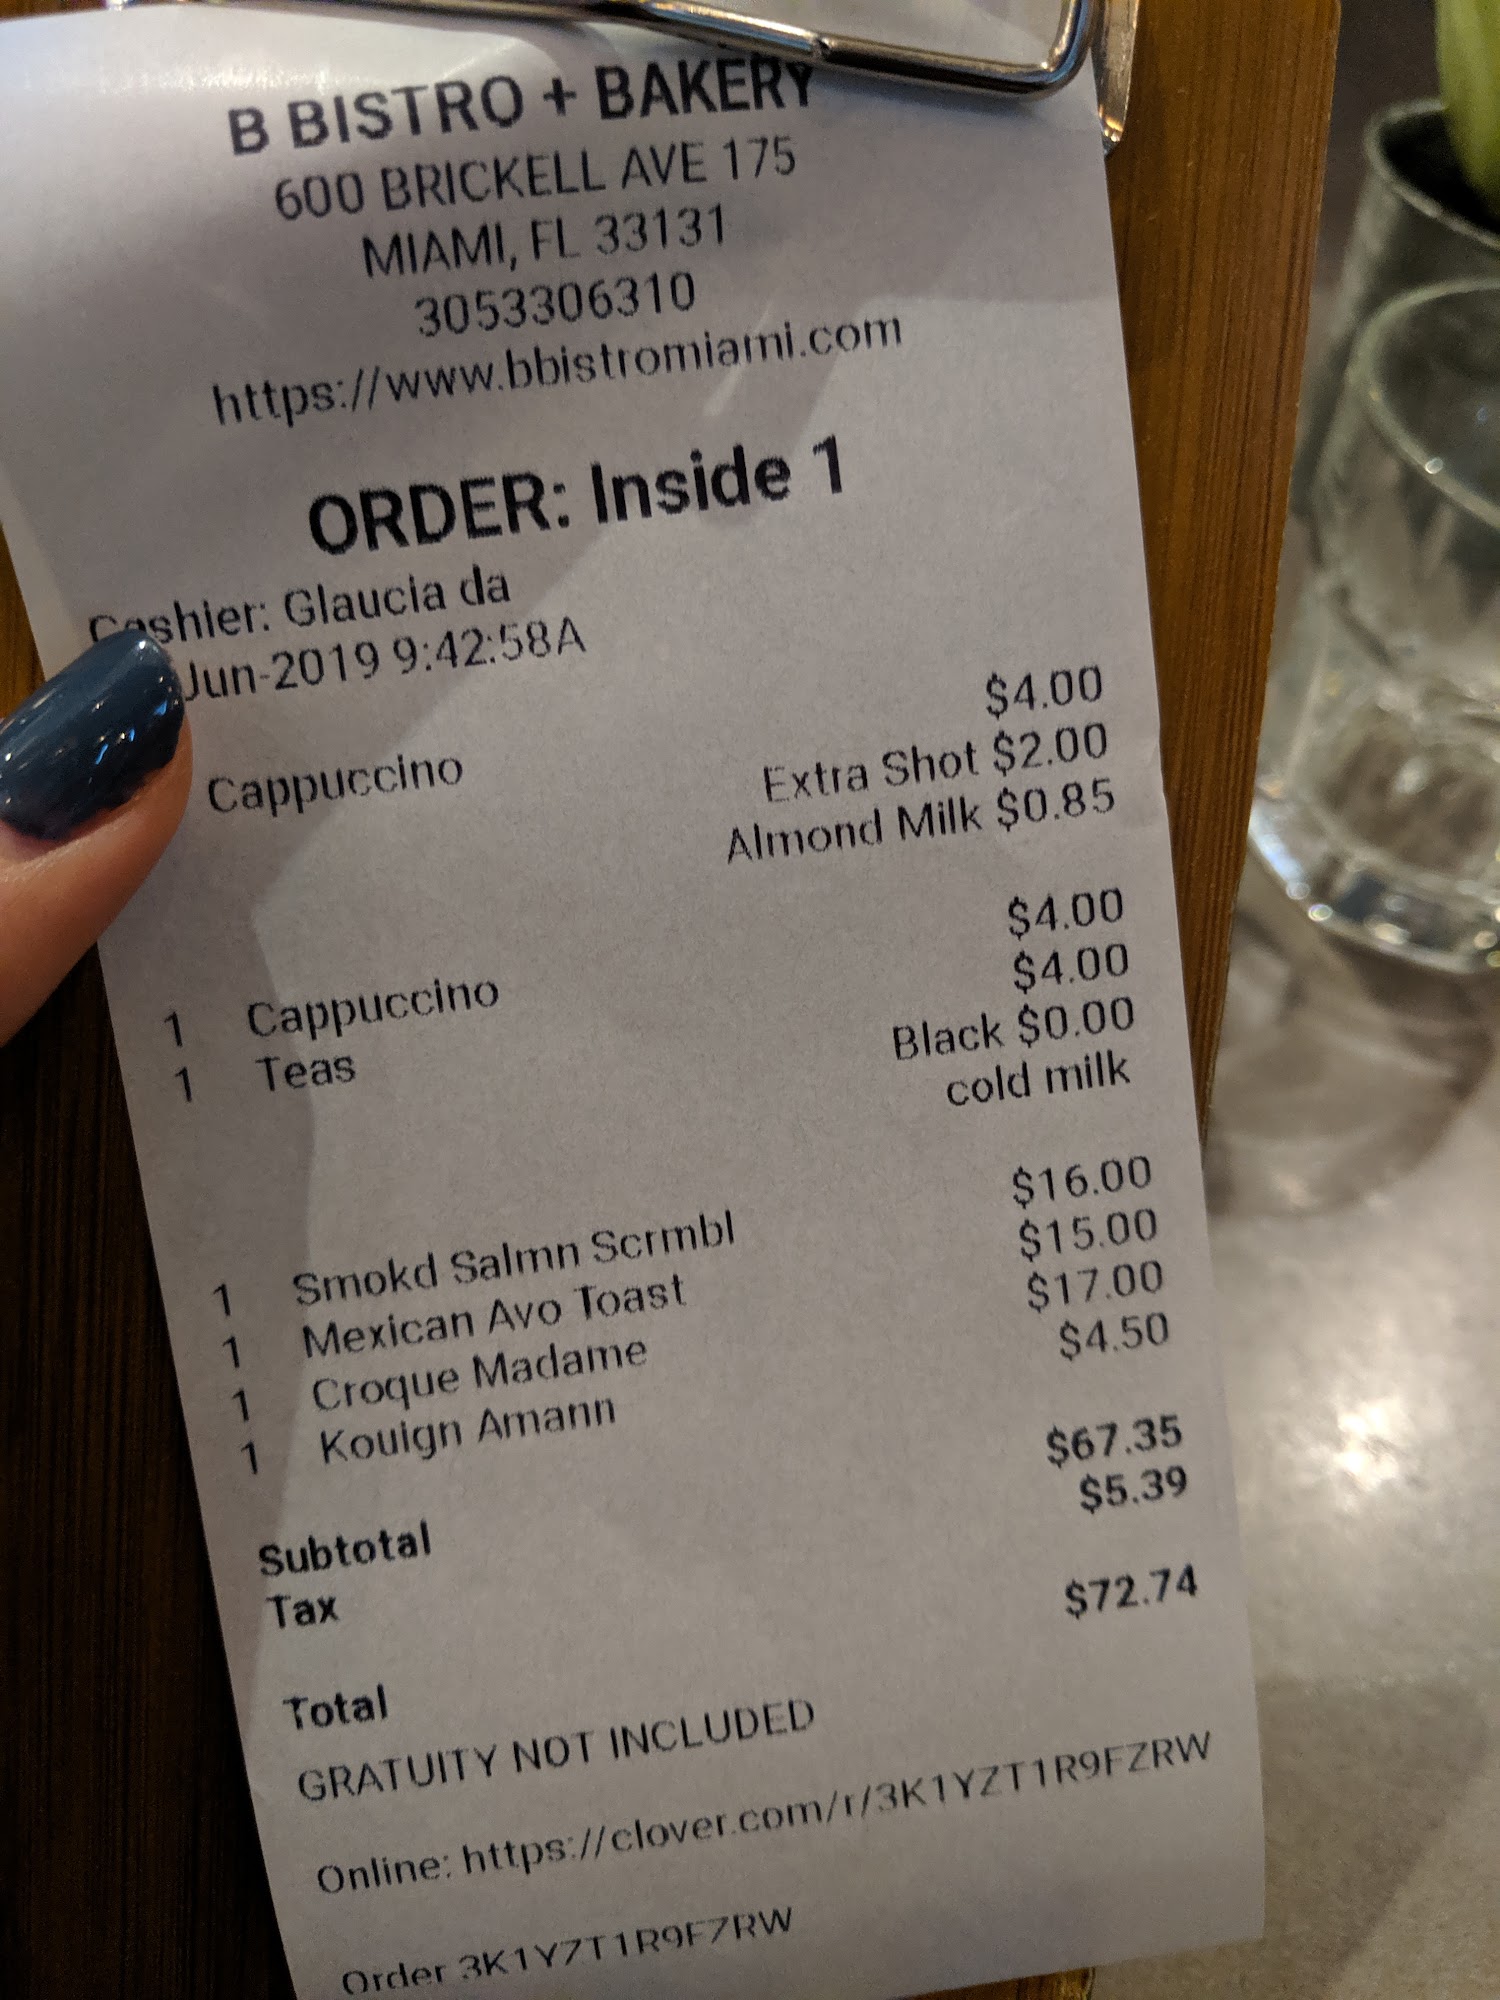 B BISTRO + BAKERY
600 BRICKELL AVE 175
MIAMI, FL 33131
3053306310
https://www.bbistromiami.com
ORDER: Inside 1
Cashier: Glaucia da
Jun-2019 9:42:58A
Cappuccino $4.00
Extra Shot $2.00
Almond Milk $0.85
1 Cappuccino $4.00
1 Teas $4.00
Black $0.00
cold milk
1 Smokd Salmn Scrmbl $16.00
1 Mexican Avo Toast $15.00
1 Croque Madame $17.00
1 Kouign Amann $4.50
Subtotal $67.35
Tax $5.39
Total $72.74
GRATUITY NOT INCLUDED
Online: https://clover.com/r/3K1YZT1R9FZRW
Order 3K1YZT1R9FZRW